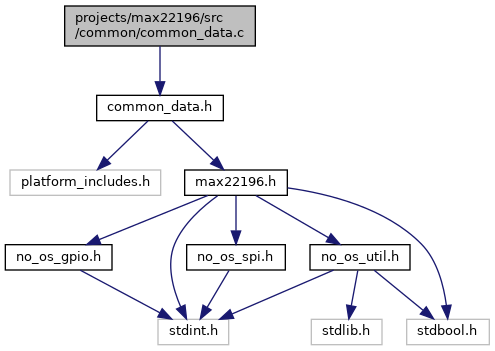 projects/max22196/src
/common/common_data.c
common_data.h
platform_includes.h
max22196.h
no_os_gpio.h
no_os_spi.h
no_os_util.h
stdint.h
stdlib.h
stdbool.h